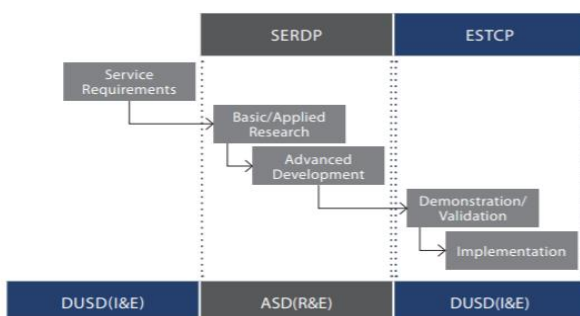 SERDP
ESTCP
Service
Requirements
Basic/Applied
Research
Advanced
Development
Demonstration/
Validation
Implementation
DUSD(I&E)
ASD(R&E)
DUSD(I&E)